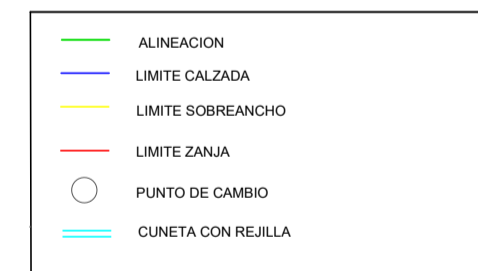 ALINEACION
LIMITE CALZADA
LIMITE SOBREANCHO
LIMITE ZANJA
PUNTO DE CAMBIO
CUNETA CON REJILLA